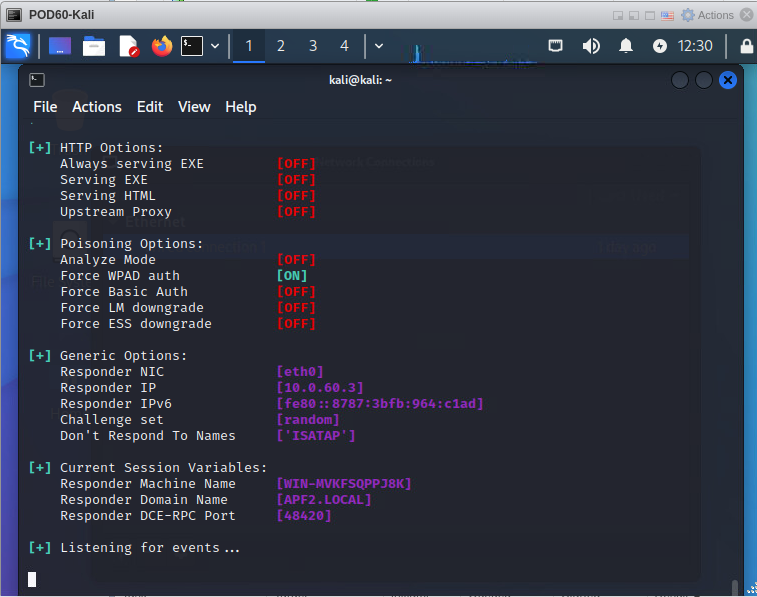 POD60-Kali
Actions
1 2 3 4
12:30
kali@kali: ~
File Actions Edit View Help
[+] HTTP Options:
Always serving EXE [OFF]
Serving EXE [OFF]
Serving HTML [OFF]
Upstream Proxy [OFF]
[+] Poisoning Options:
Analyze Mode [OFF]
Force WPAD auth [ON]
Force Basic Auth [OFF]
Force LM downgrade [OFF]
Force ESS downgrade [OFF]
[+] Generic Options:
Responder NIC [eth0]
Responder IP [10.0.60.3]
Responder IPv6 [fe80::8787:3bfb:964:c1ad]
Challenge set [random]
Don't Respond To Names ['ISATAP']
[+] Current Session Variables:
Responder Machine Name [WIN-MVKFSQPPJ8K]
Responder Domain Name [APF2.LOCAL]
Responder DCE-RPC Port [48420]
[+] Listening for events...